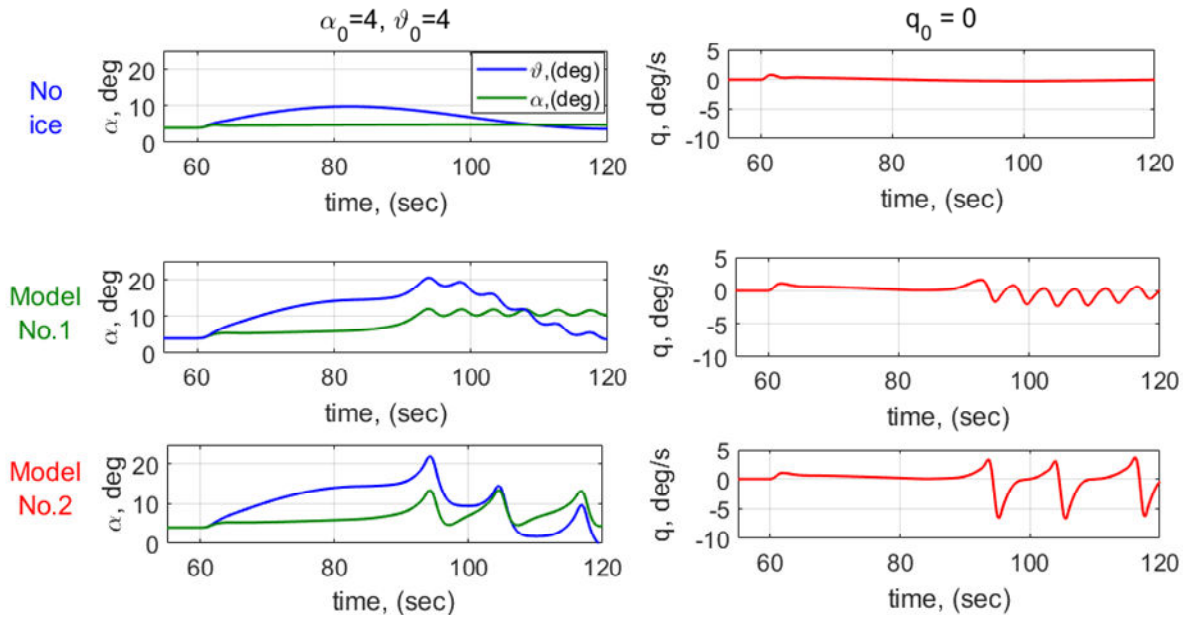 α₀=4, ϑ₀=4
q₀ = 0
No
ice
α, deg
20
10
0
60
80
100
120
time, (sec)
ϑ,(deg)
α,(deg)
q, deg/s
5
0
-5
-10
60
80
100
120
time, (sec)
Model
No.1
α, deg
20
10
0
60
80
100
120
time, (sec)
q, deg/s
5
0
-5
-10
60
80
100
120
time, (sec)
Model
No.2
α, deg
20
10
0
60
80
100
120
time, (sec)
q, deg/s
5
0
-5
-10
60
80
100
120
time, (sec)